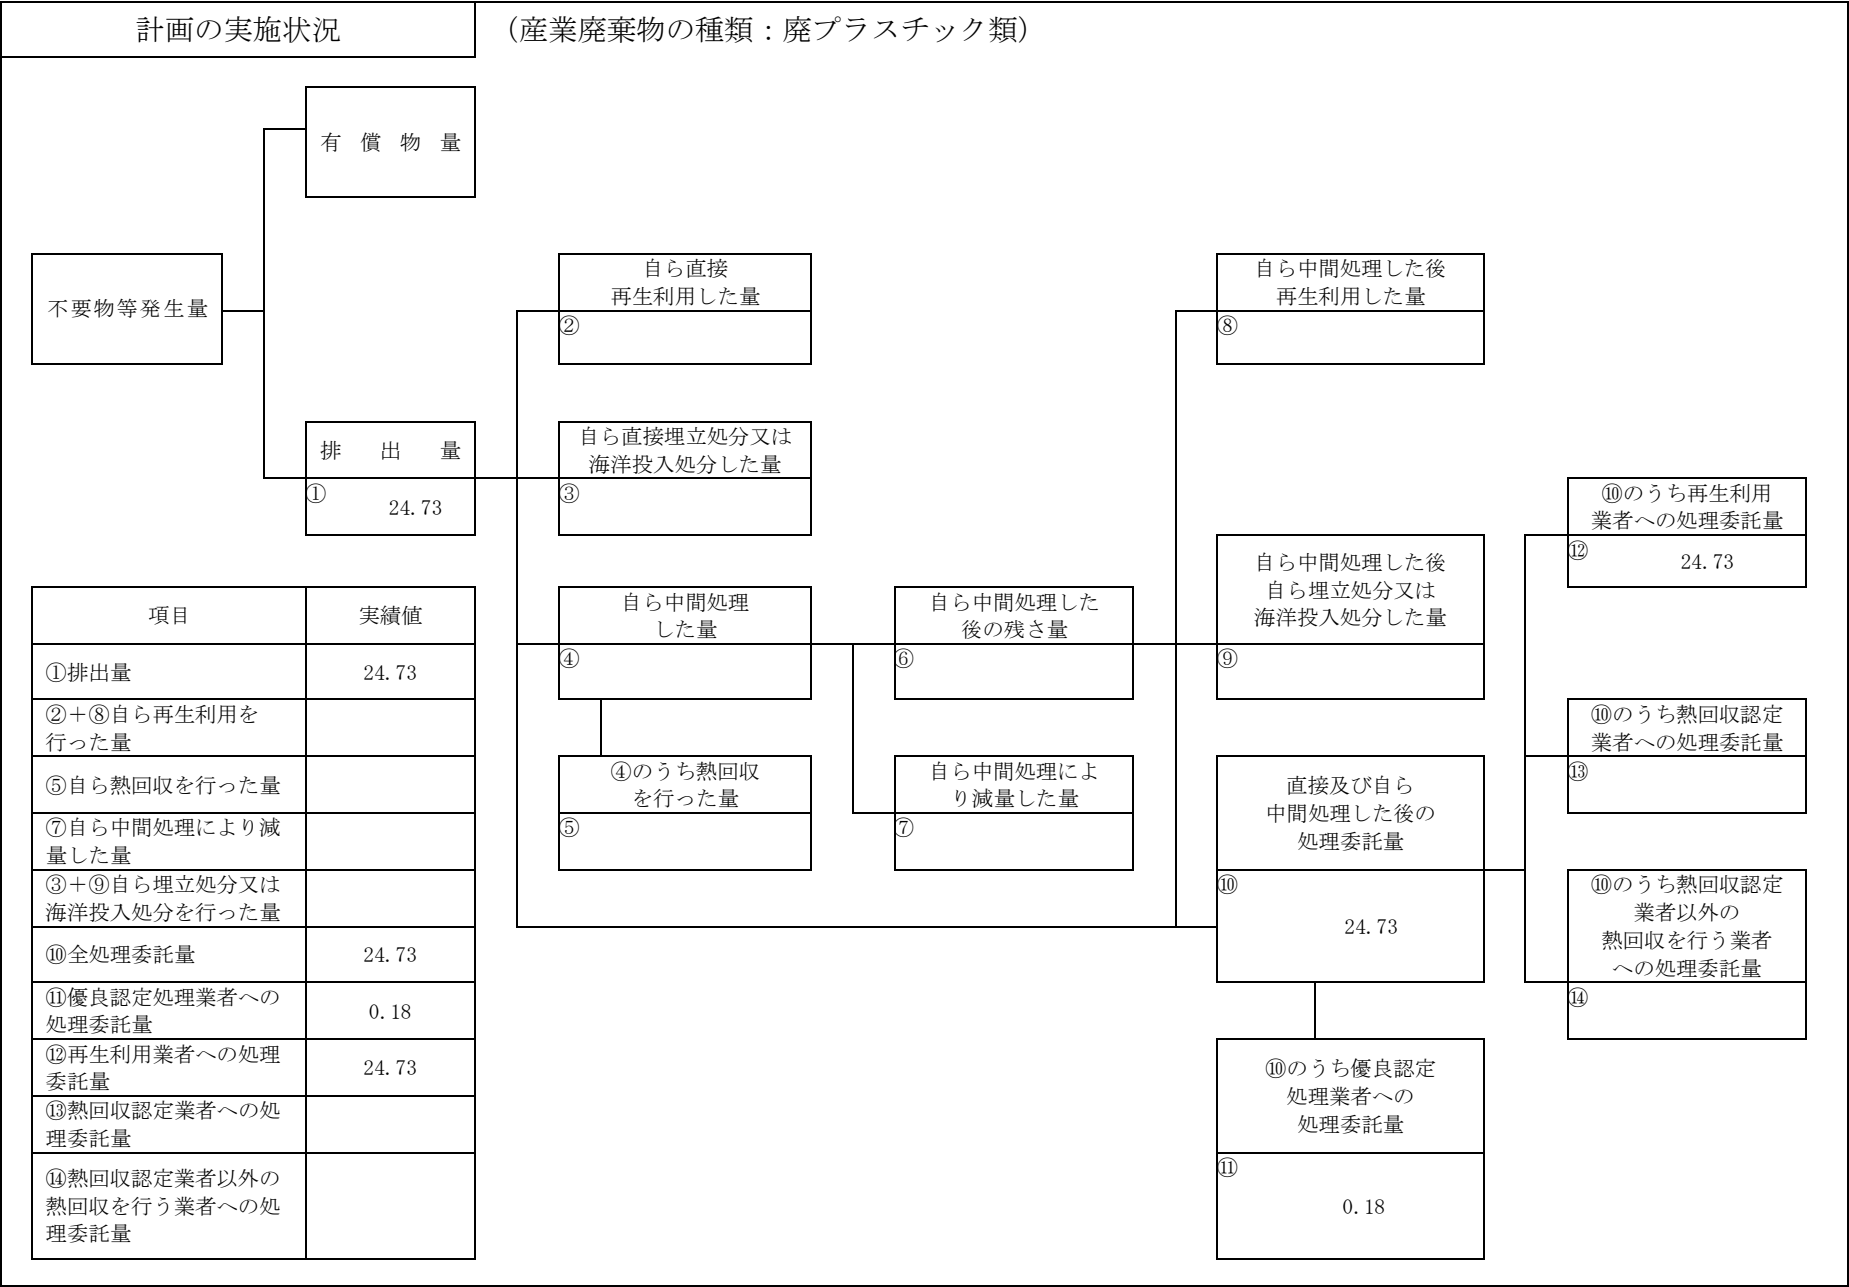 計画の実施状況
（産業廃棄物の種類：廃プラスチック類）
有　償　物　量
不要物等発生量
排　出　量
①
24.73
自ら直接
再生利用した量
②
自ら直接埋立処分又は
海洋投入処分した量
③
自ら中間処理
した量
④
④のうち熱回収
を行った量
⑤
自ら中間処理した
後の残さ量
⑥
自ら中間処理によ
り減量した量
⑦
自ら中間処理した後
再生利用した量
⑧
自ら中間処理した後
自ら埋立処分又は
海洋投入処分した量
⑨
直接及び自ら
中間処理した後の
処理委託量
⑩
24.73
⑩のうち優良認定
処理業者への
処理委託量
⑪
0.18
⑩のうち再生利用
業者への処理委託量
⑫
24.73
⑩のうち熱回収認定
業者への処理委託量
⑬
⑩のうち熱回収認定
業者以外の
熱回収を行う業者
への処理委託量
⑭
項目　実績値
①排出量　24.73
②＋⑧自ら再生利用を
行った量
⑤自ら熱回収を行った量
⑦自ら中間処理により減
量した量
③＋⑨自ら埋立処分又は
海洋投入処分を行った量
⑩全処理委託量　24.73
⑪優良認定処理業者への
処理委託量
0.18
⑫再生利用業者への処理
委託量
24.73
⑬熱回収認定業者への処
理委託量
⑭熱回収認定業者以外の
熱回収を行う業者への処
理委託量